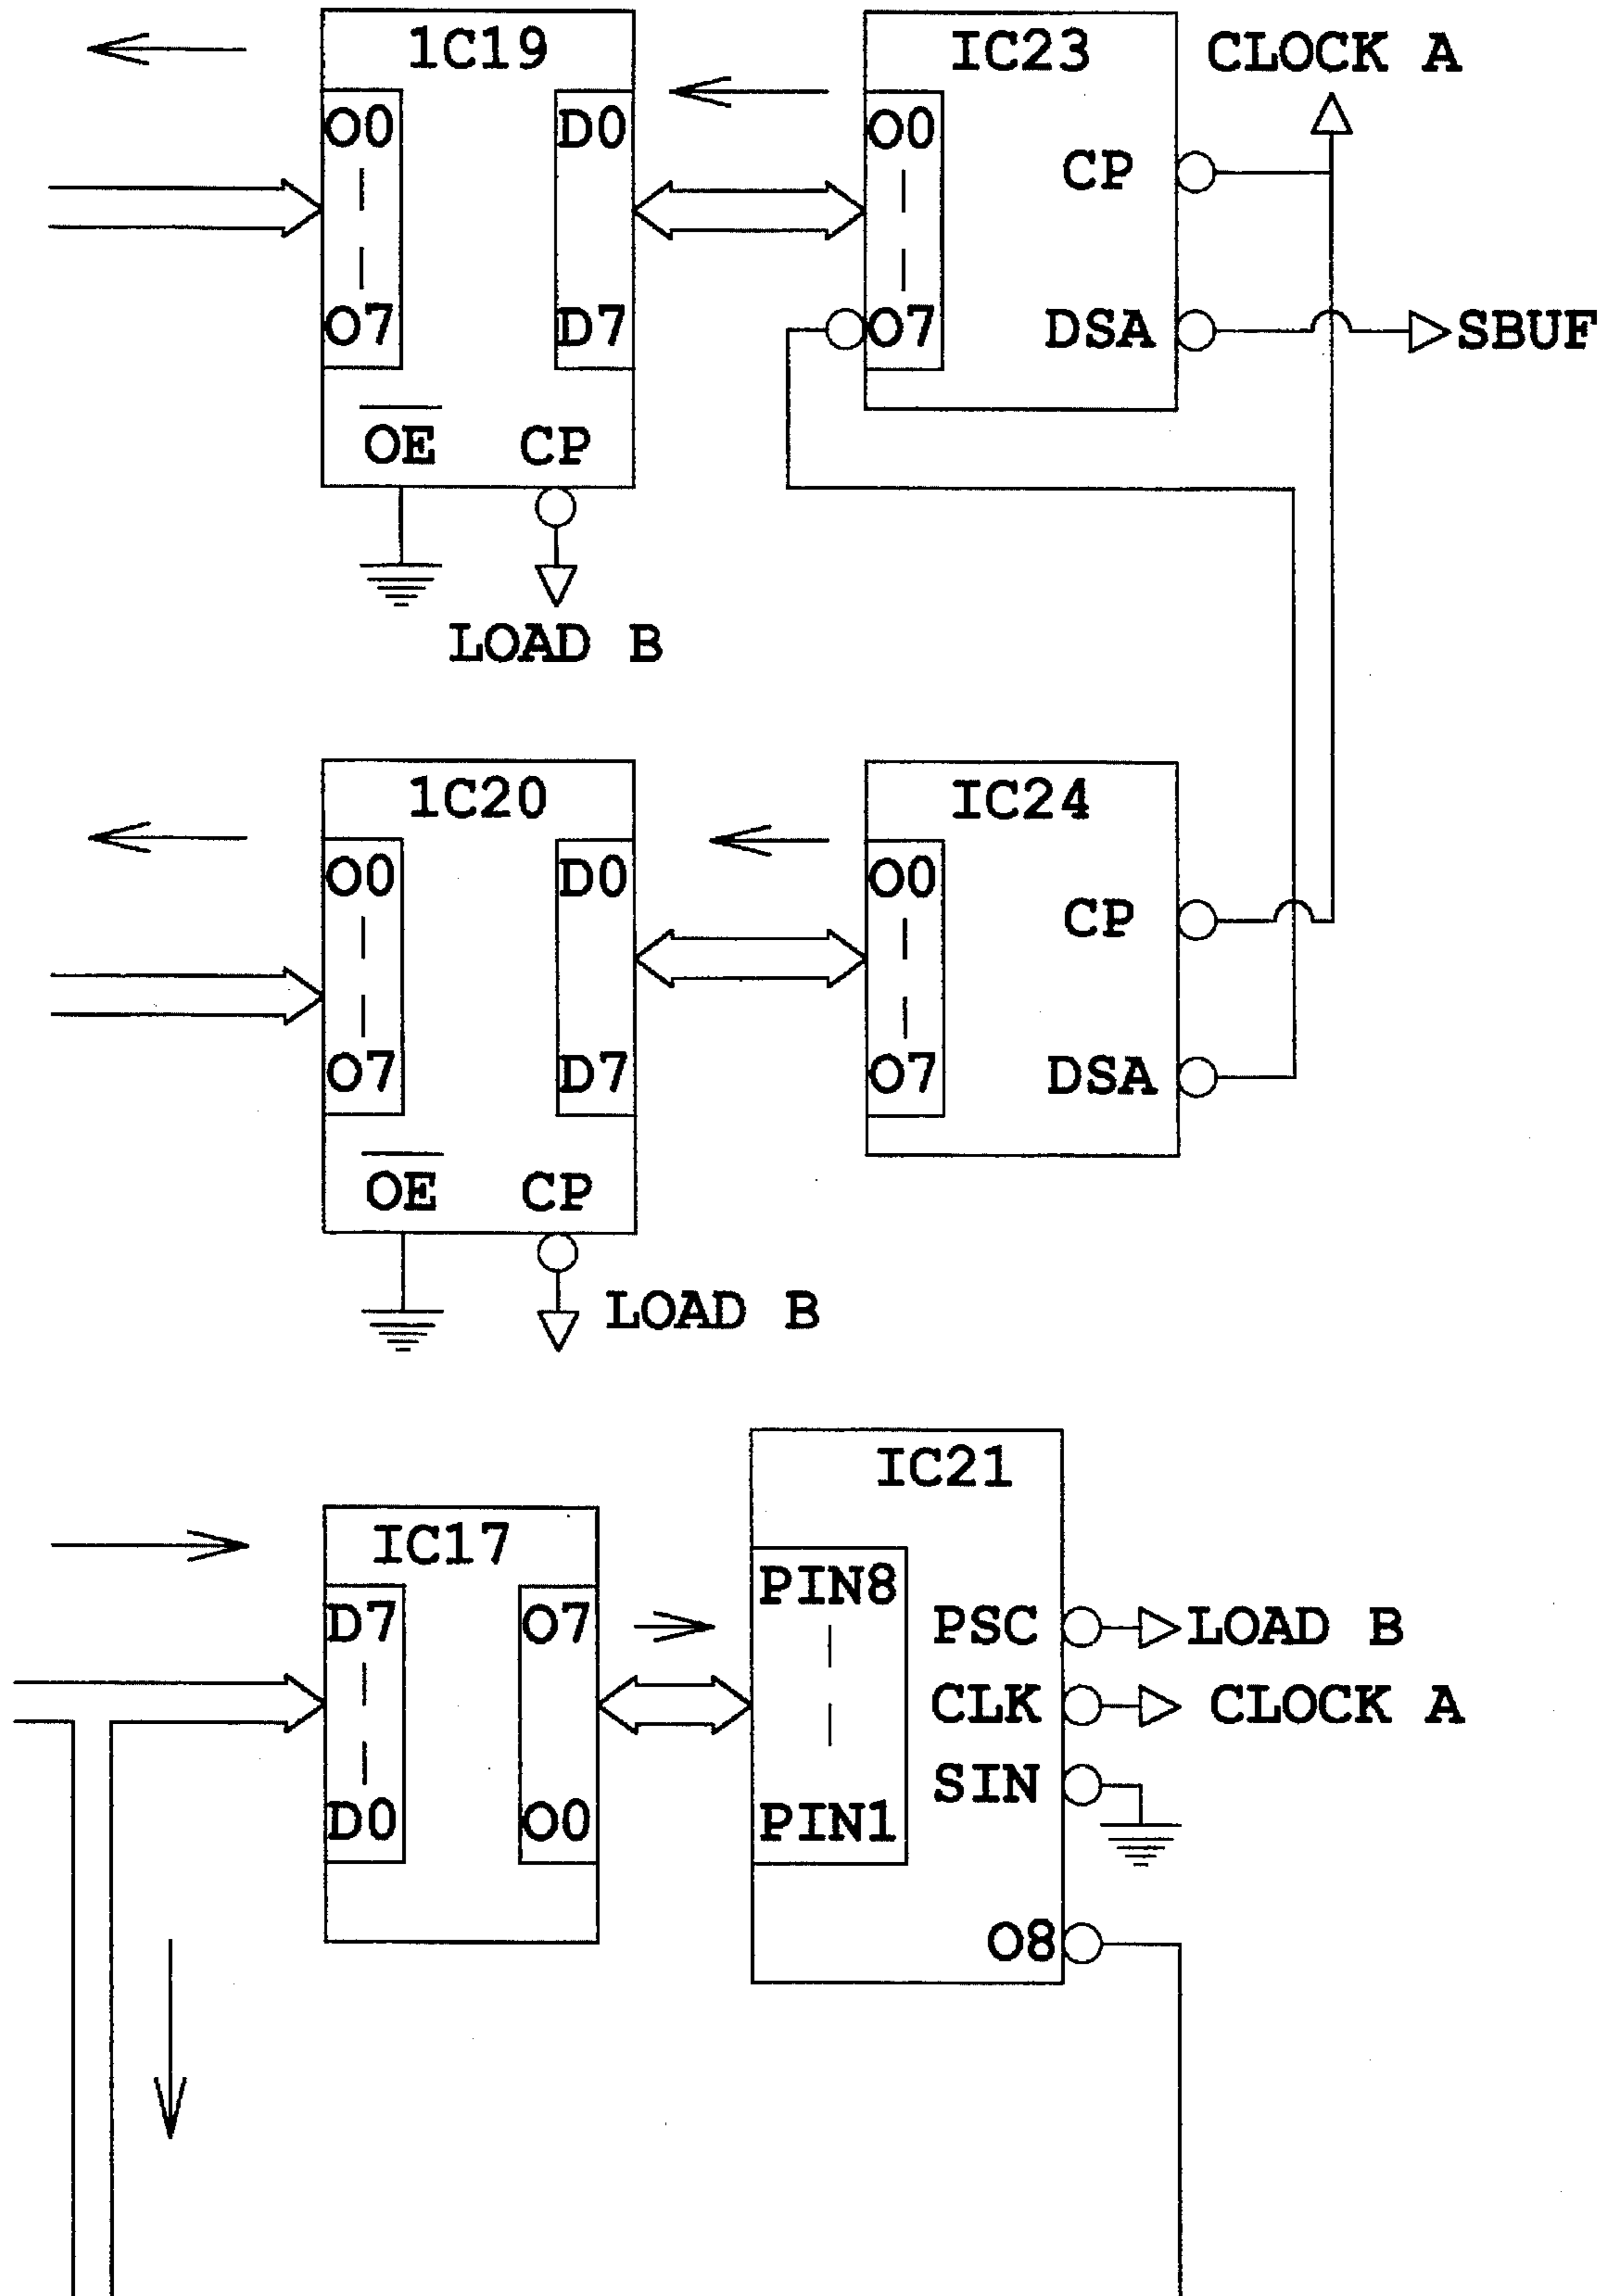 1C19
IC23
CLOCK A
O0
D0
O0
CP
O7
D7
O7
DSA
SBUF
OE
CP
LOAD B
1C20
IC24
O0
D0
O0
CP
O7
D7
O7
DSA
OE
CP
LOAD B
IC21
IC17
PIN8
D7
O7
PSC
LOAD B
CLK
CLOCK A
SIN
D0
O0
PIN1
O8